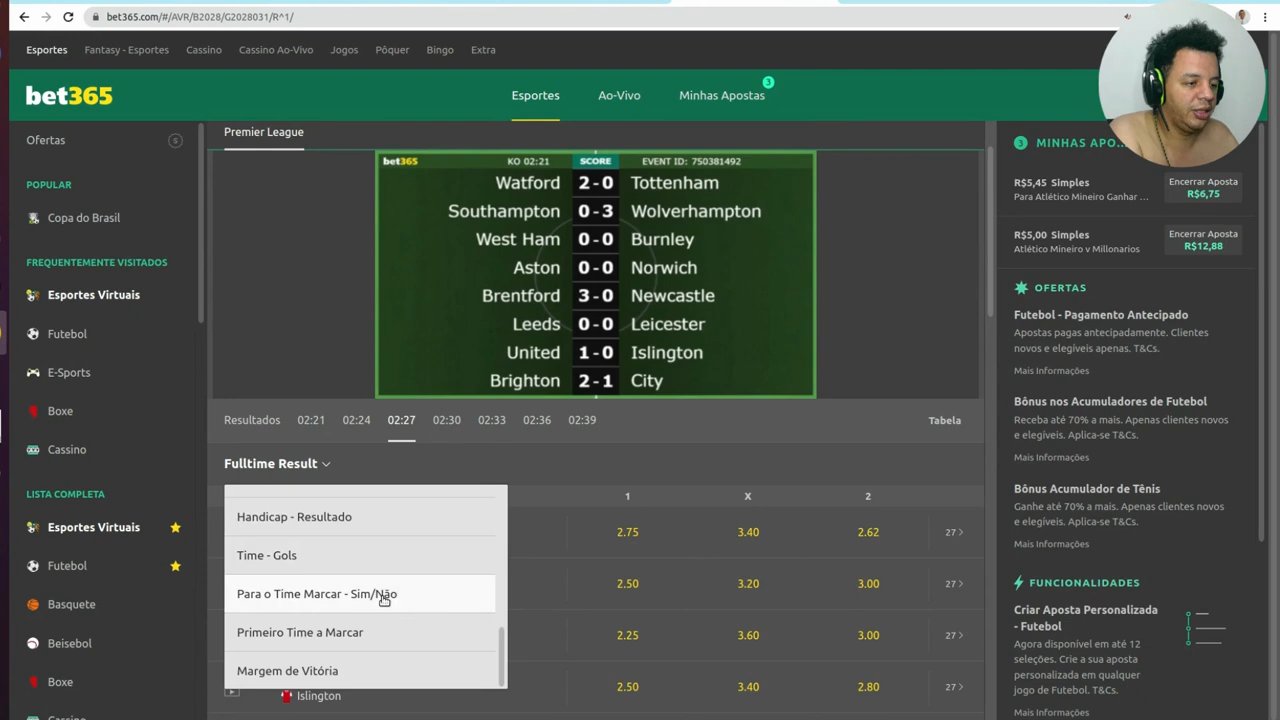 bet365.com/#/AVR/B2028/G2028031/R^1/
Esportes Fantasy - Esportes Cassino Cassino Ao-Vivo Jogos Pôquer Bingo Extra
bet365
Esportes Ao-Vivo Minhas Apostas 3
Ofertas
POPULAR
Copa do Brasil
FREQUENTEMENTE VISITADOS
Esportes Virtuais
Futebol
E-Sports
Boxe
Cassino
LISTA COMPLETA
Esportes Virtuais
Futebol
Basquete
Beisebol
Boxe
Premier League
bet365 KO 02:21 SCORE EVENT ID: 750381492
Watford 2 - 0 Tottenham
Southampton 0 - 3 Wolverhampton
West Ham 0 - 0 Burnley
Aston 0 - 0 Norwich
Brentford 3 - 0 Newcastle
Leeds 0 - 0 Leicester
United 1 - 0 Islington
Brighton 2 - 1 City
Resultados 02:21 02:24 02:27 02:30 02:33 02:36 02:39 Tabela
Fulltime Result
1 X 2
Handicap - Resultado
Time - Gols
Para o Time Marcar - Sim/Não
Primeiro Time a Marcar
Margem de Vitória
2.75 3.40 2.62 27
2.50 3.20 3.00 27
2.25 3.60 3.00 27
2.50 3.40 2.80 27
Islington
3 MINHAS APO...
R$5,45 Simples
Para Atlético Mineiro Ganhar ...
Encerrar Aposta
R$6,75
R$5,00 Simples
Atlético Mineiro v Millonarios
Encerrar Aposta
R$12,88
OFERTAS
Futebol - Pagamento Antecipado
Apostas pagas antecipadamente. Clientes
novos e elegíveis apenas. T&Cs.
Mais Informações
Bônus nos Acumuladores de Futebol
Receba até 70% a mais. Apenas clientes novos
e elegíveis. Aplica-se T&Cs.
Mais Informações
Bônus Acumulador de Tênis
Ganhe até 70% a mais. Apenas clientes novos
e elegíveis. Aplica-se T&Cs.
Mais Informações
FUNCIONALIDADES
Criar Aposta Personalizada
- Futebol
Agora disponível em até 12
seleções. Crie a sua aposta
personalizada em qualquer
jogo de Futebol. T&Cs.
Mais Informações